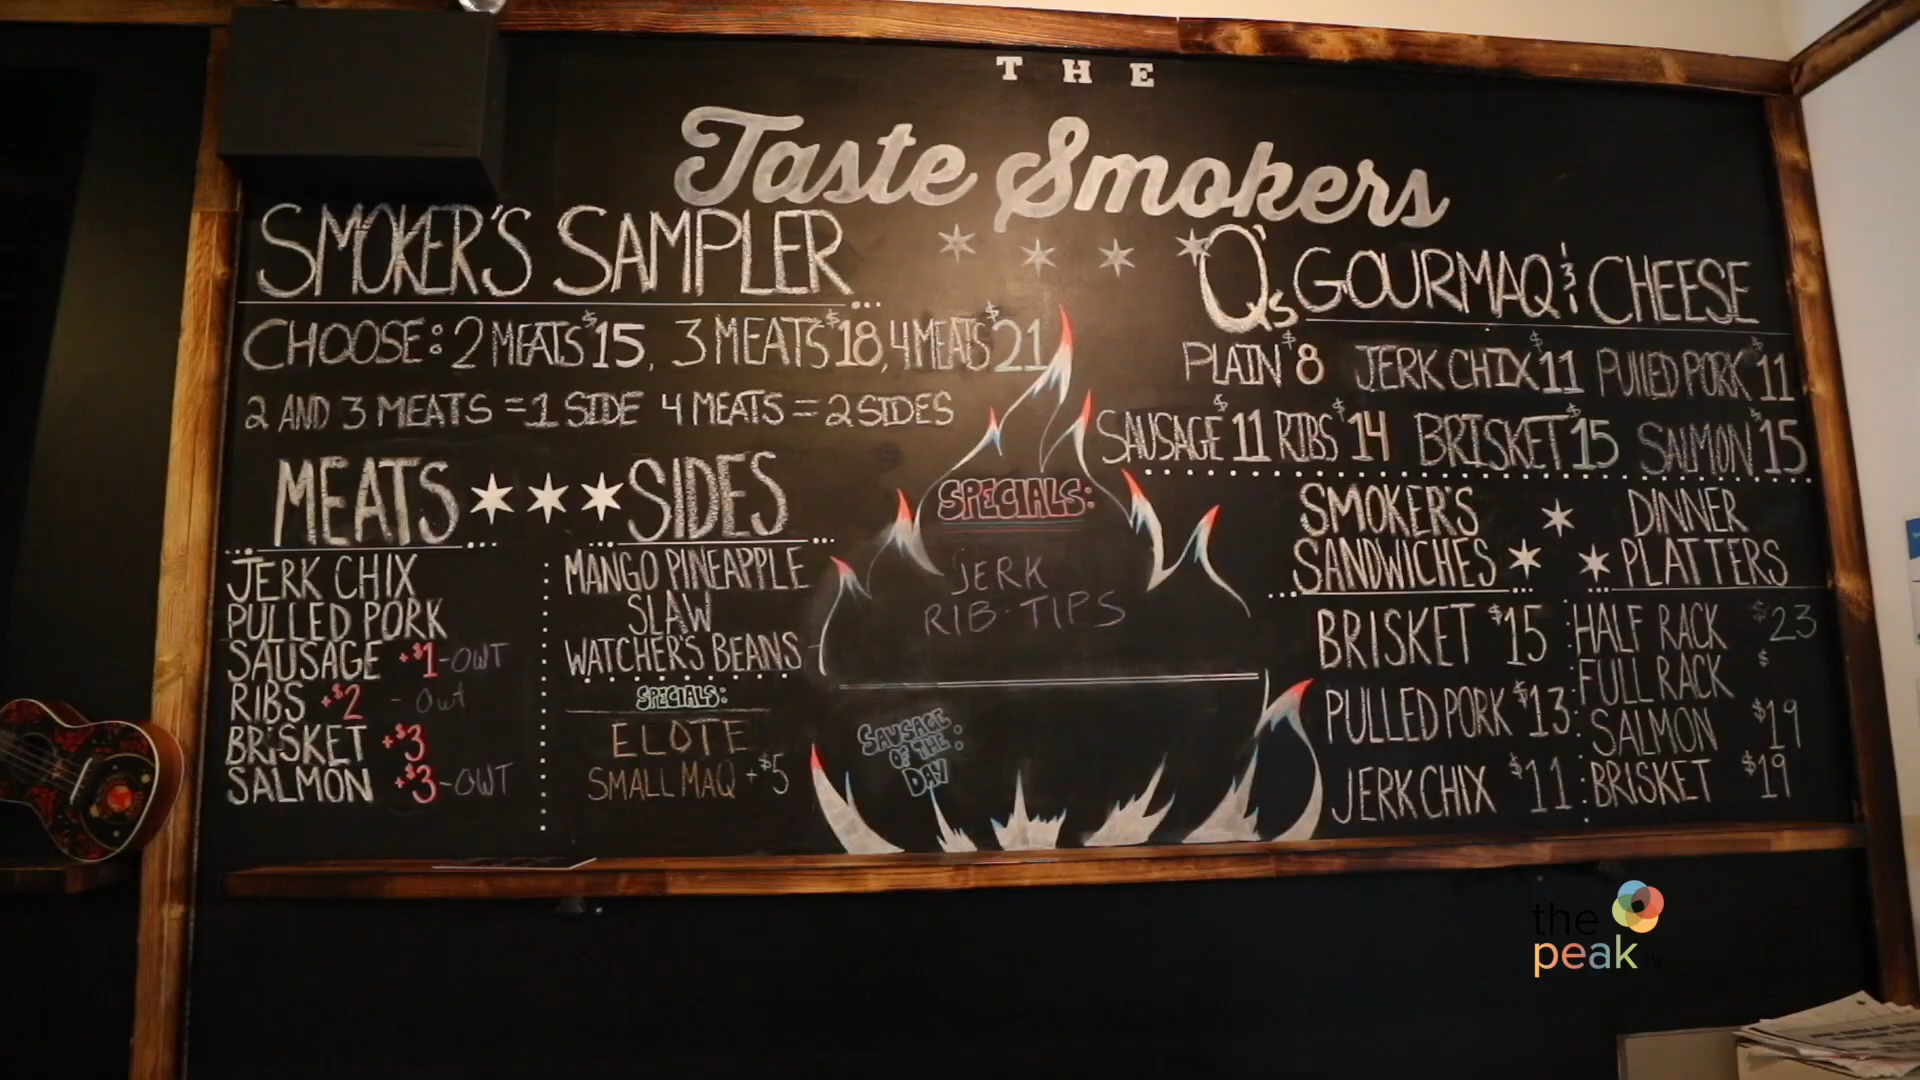 THE
Taste Smokers
SMOKER'S SAMPLER
CHOOSE: 2 MEATS $15, 3 MEATS $18, 4 MEATS $21
2 AND 3 MEATS = 1 SIDE 4 MEATS = 2 SIDES
MEATS
JERK CHIX
PULLED PORK
SAUSAGE +$1 - OWT
RIBS +$2 - Owt
BRISKET +$3
SALMON +$3 - OWT
SIDES
MANGO PINEAPPLE
SLAW
WATCHER'S BEANS
SPECIALS:
ELOTE
SMALL MAQ +$5
SPECIALS:
JERK
RIB-TIPS
SAUSAGE
OF THE
DAY:
Q's GOURMAQ & CHEESE
PLAIN $8 JERK CHIX $11 PULLED PORK $11
SAUSAGE $11 RIBS $14 BRISKET $15 SALMON $15
SMOKER'S
SANDWICHES
BRISKET $15
PULLED PORK $13
JERK CHIX $11
DINNER
PLATTERS
HALF RACK $23
FULL RACK $
SALMON $19
BRISKET $19
the
peak